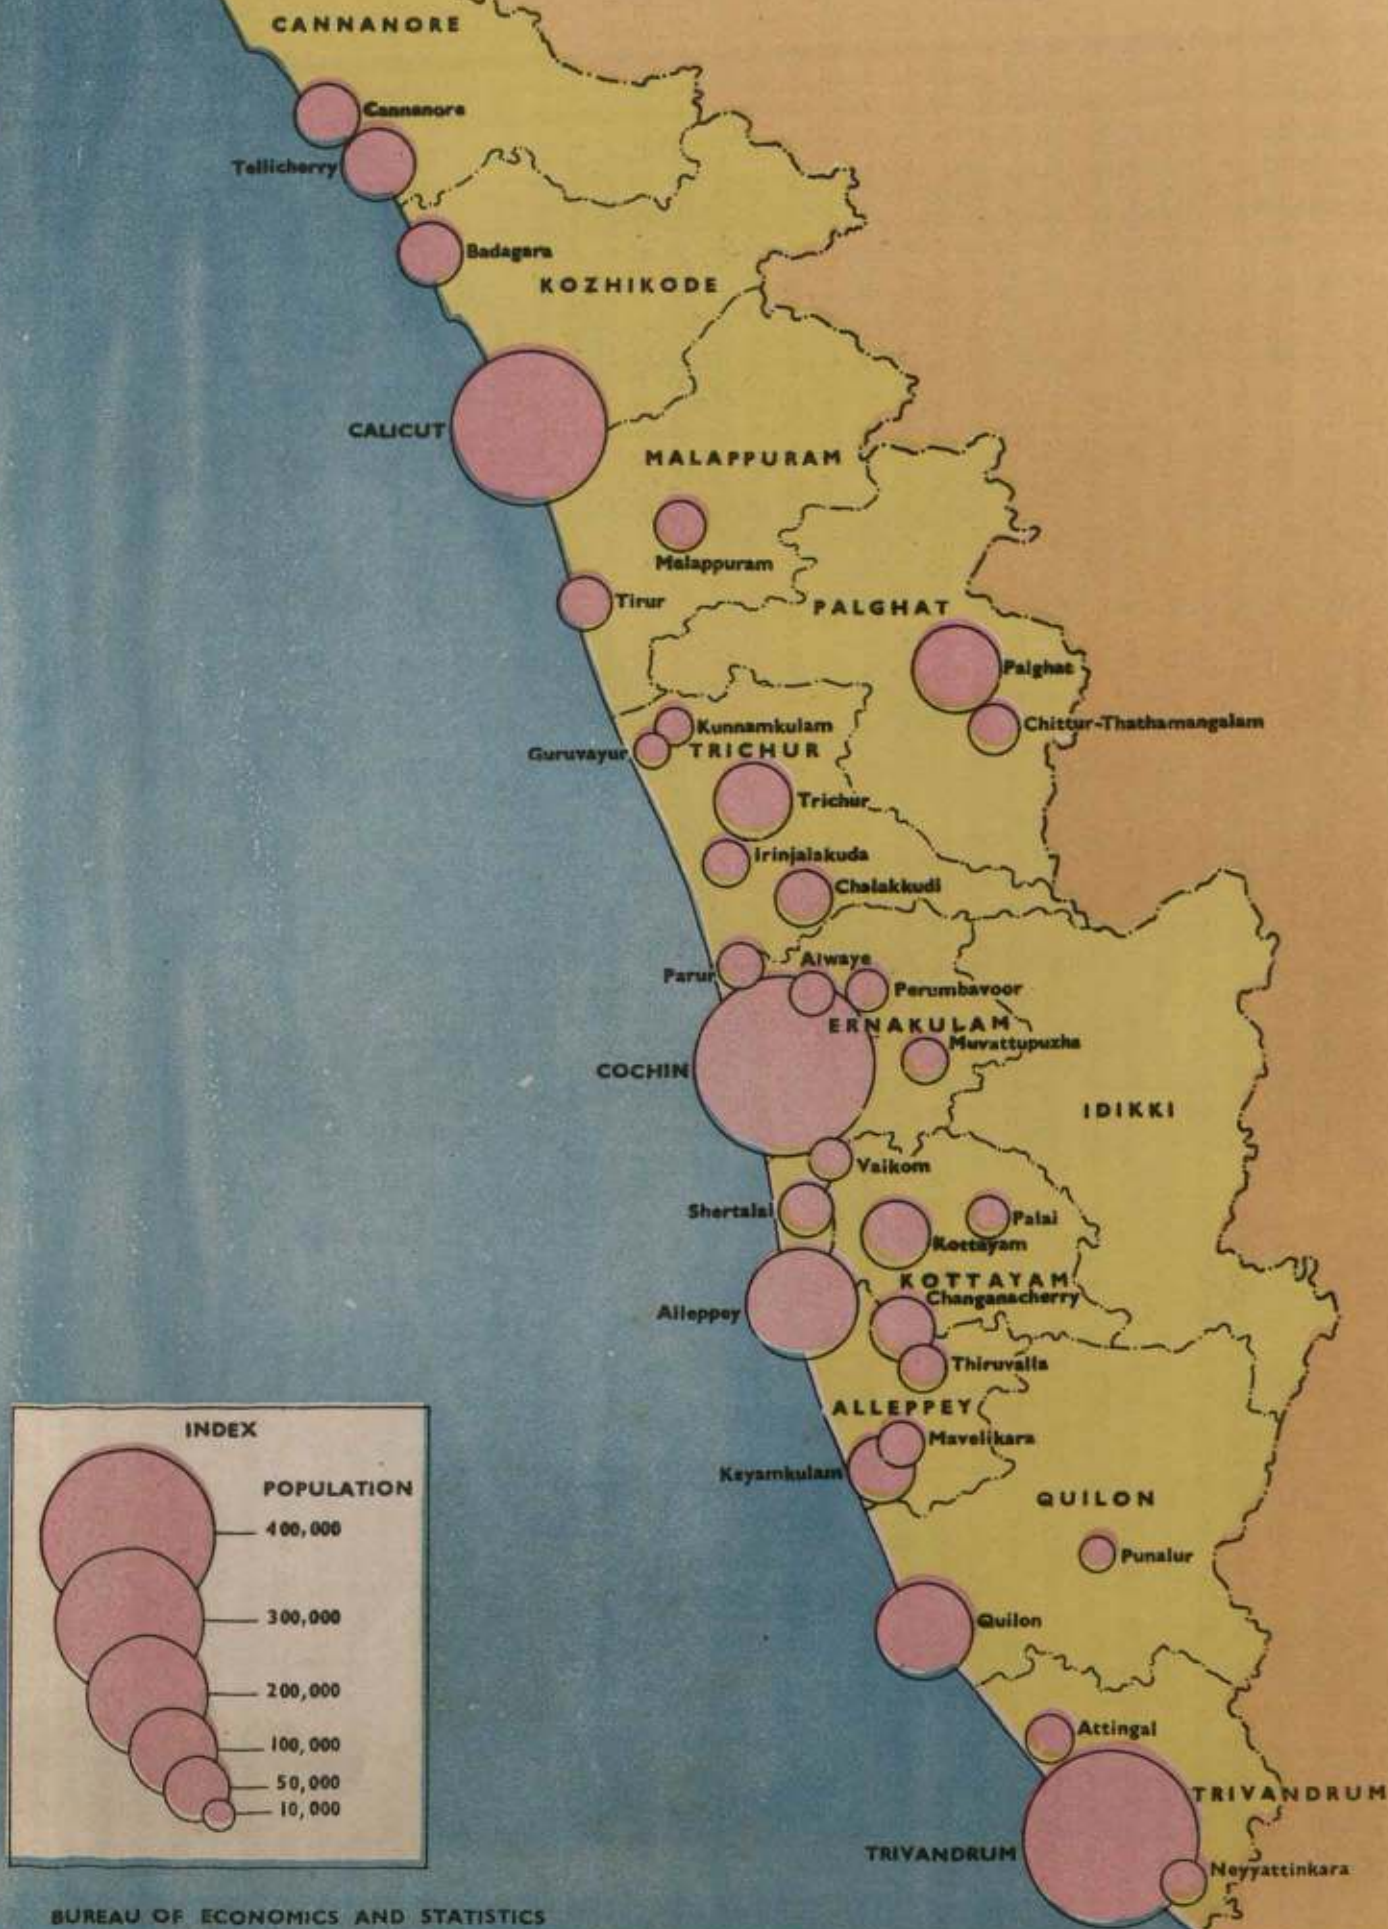 CANNANORE
Cannanore
Tellicherry
Badagara
KOZHIKODE
CALICUT
MALAPPURAM
Malappuram
Tirur
PALGHAT
Palghat
Chittur-Thathamangalam
Kunnamkulam
Guruvayur
TRICHUR
Trichur
Irinjalakuda
Chalakkudi
Parur
Alwaye
Perumbavoor
ERNAKULAM
Muvattupuzha
COCHIN
IDIKKI
Vaikom
Shertalai
Palai
Kottayam
KOTTAYAM
Changanacherry
Alleppey
Thiruvalla
ALLEPPEY
Mavelikara
Kayamkulam
QUILON
Punalur
Quilon
Attingal
TRIVANDRUM
TRIVANDRUM
Neyyattinkara
INDEX
POPULATION
400,000
300,000
200,000
100,000
50,000
10,000
BUREAU OF ECONOMICS AND STATISTICS